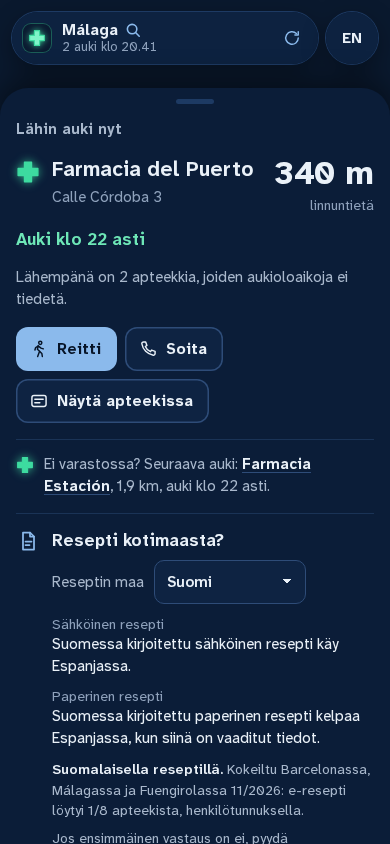 Málaga
2 auki klo 20.41
EN
Lähin auki nyt
Farmacia del Puerto
340 m
Calle Córdoba 3
linnuntietä
Auki klo 22 asti
Lähempänä on 2 apteekkia, joiden aukioloaikoja ei
tiedetä.
Reitti
Soita
Näytä apteekissa
Ei varastossa? Seuraava auki: Farmacia
Estación, 1,9 km, auki klo 22 asti.
Resepti kotimaasta?
Reseptin maa
Suomi
Sähköinen resepti
Suomessa kirjoitettu sähköinen resepti käy
Espanjassa.
Paperinen resepti
Suomessa kirjoitettu paperinen resepti kelpaa
Espanjassa, kun siinä on vaaditut tiedot.
Suomalaisella reseptillä. Kokeiltu Barcelonassa,
Málagassa ja Fuengirolassa 11/2026: e-resepti
löytyi 1/8 apteekista, henkilötunnuksella.
Jos ensimmäinen vastaus on ei, pyydä